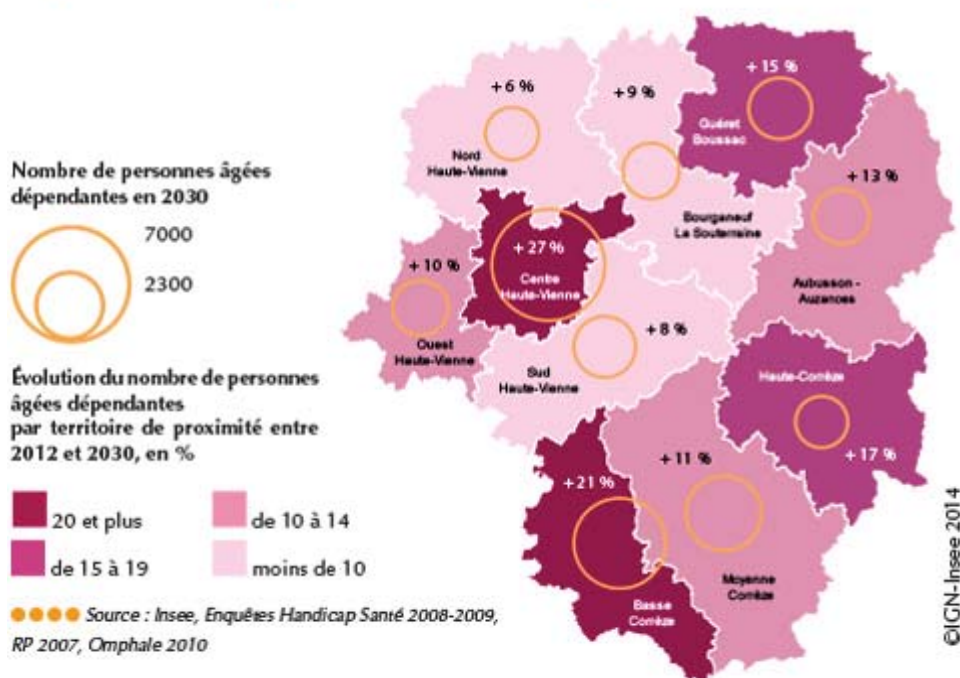 Nombre de personnes âgées
dépendantes en 2030
7000
2300
Évolution du nombre de personnes
âgées dépendantes
par territoire de proximité entre
2012 et 2030, en %
20 et plus
de 10 à 14
de 15 à 19
moins de 10
Source : Insee, Enquêtes Handicap Santé 2008-2009,
RP 2007, Omphale 2010
+ 6 %
Nord
Haute-Vienne
+ 9 %
Bourganeuf
La Souterraine
+ 15 %
Guéret
Boussac
+ 13 %
Aubusson -
Auzances
+ 27 %
Centre
Haute-Vienne
+ 10 %
Ouest
Haute-Vienne
+ 8 %
Sud
Haute-Vienne
Haute-Corrèze
+ 17 %
+ 11 %
Moyenne
Corrèze
+ 21 %
Basse
Corrèze
©IGN-Insee 2014